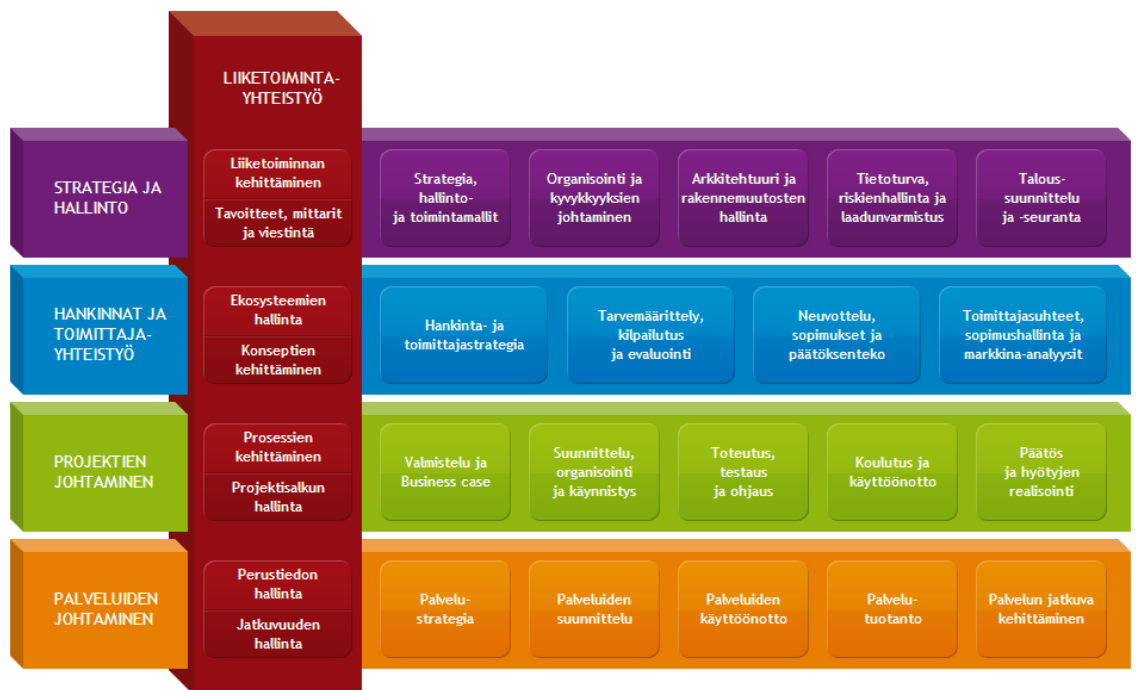 LIIKETOIMINTA-
YHTEISTYÖ
STRATEGIA JA
HALLINTO
Liiketoiminnan
kehittäminen
Tavoitteet, mittarit
ja viestintä
Strategia,
hallinto-
ja toimintamallit
Organisointi ja
kyvykkyyksien
johtaminen
Arkkitehtuuri ja
rakennemuutosten
hallinta
Tietoturva,
riskienhallinta ja
laadunvarmistus
Talous-
suunnittelu
ja -seuranta
HANKINNAT JA
TOIMITTAJA-
YHTEISTYÖ
Ekosysteemien
hallinta
Konseptien
kehittäminen
Hankinta- ja
toimittajastrategia
Tarvemäärittely,
kilpailutus
ja evaluointi
Neuvottelu,
sopimukset ja
päätöksenteko
Toimittajasuhteet,
sopimushallinta ja
markkina-analyysit
PROJEKTIEN
JOHTAMINEN
Prosessien
kehittäminen
Projektisalkun
hallinta
Valmistelu ja
Business case
Suunnittelu,
organisointi
ja käynnistys
Toteutus,
testaus
ja ohjaus
Koulutus ja
käyttöönotto
Päätös
ja hyötyjen
realisointi
PALVELUIDEN
JOHTAMINEN
Perustiedon
hallinta
Jatkuvuuden
hallinta
Palvelu-
strategia
Palveluiden
suunnittelu
Palveluiden
käyttöönotto
Palvelu-
tuotanto
Palvelun jatkuva
kehittäminen